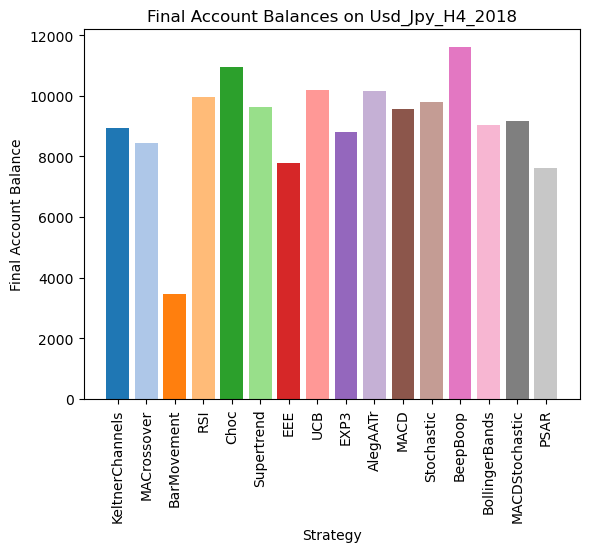 Final Account Balances on Usd_Jpy_H4_2018
Final Account Balance
12000
10000
8000
6000
4000
2000
0
KeltnerChannels
MACrossover
BarMovement
RSI
Choc
Supertrend
EEE
UCB
EXP3
AlegAATr
MACD
Stochastic
BeepBoop
BollingerBands
MACDStochastic
PSAR
Strategy